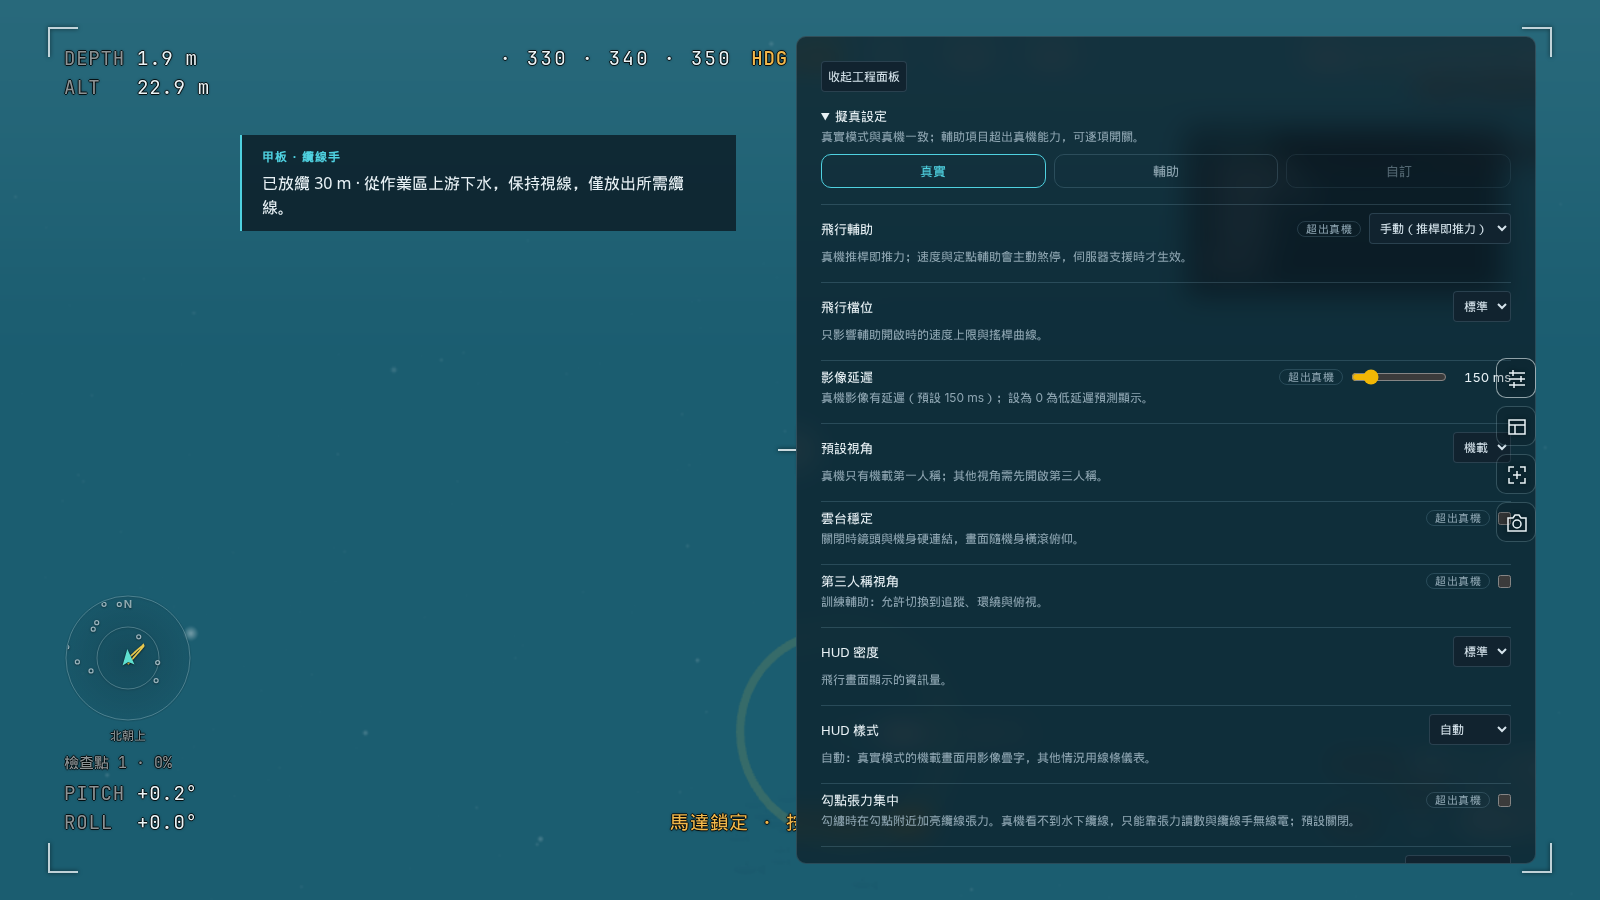 DEPTH 1.9 m
ALT 22.9 m
· 330 · 340 · 350 HDG
甲板 · 纜線手
已放纜 30 m · 從作業區上游下水，保持視線，僅放出所需纜
線。
N
北朝上
檢查點 1 · 0%
PITCH +0.2°
ROLL +0.0°
馬達鎖定 ·
收起工程面板
▼ 擬真設定
真實模式與真機一致；輔助項目超出真機能力，可逐項開關。
真實 輔助 自訂
飛行輔助 超出真機 手動（推桿即推力）
真機推桿即推力；速度與定點輔助會主動煞停，伺服器支援時才生效。
飛行檔位 標準
只影響輔助開啟時的速度上限與搖桿曲線。
影像延遲 超出真機 150 ms
真機影像有延遲（預設 150 ms）；設為 0 為低延遲預測顯示。
預設視角 機載
真機只有機載第一人稱；其他視角需先開啟第三人稱。
雲台穩定 超出真機
關閉時鏡頭與機身硬連結，畫面隨機身橫滾俯仰。
第三人稱視角 超出真機
訓練輔助：允許切換到追蹤、環繞與俯視。
HUD 密度 標準
飛行畫面顯示的資訊量。
HUD 樣式 自動
自動：真實模式的機載畫面用影像疊字，其他情況用線條儀表。
勾點張力集中 超出真機
勾纏時在勾點附近加亮纜線張力。真機看不到水下纜線，只能靠張力讀數與纜線手無線電；預設關閉。